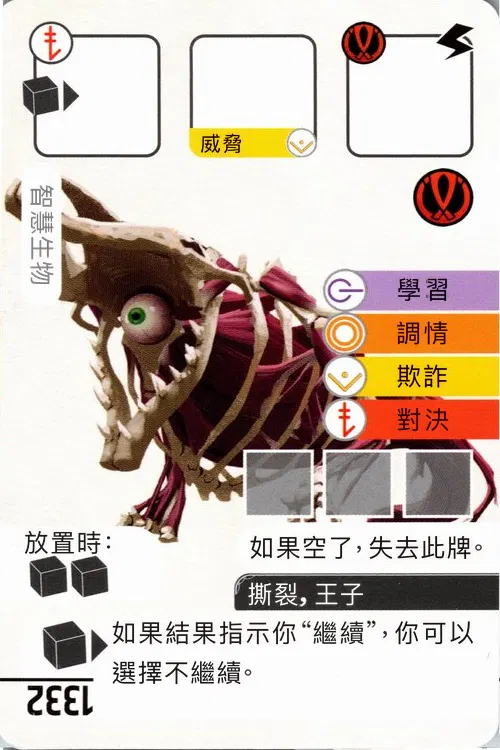 威脅
智慧生物
學習
調情
欺詐
對決
放置時：
如果空了，失去此牌。
撕裂，王子
如果結果指示你“繼續”，你可以
選擇不繼續。
1332